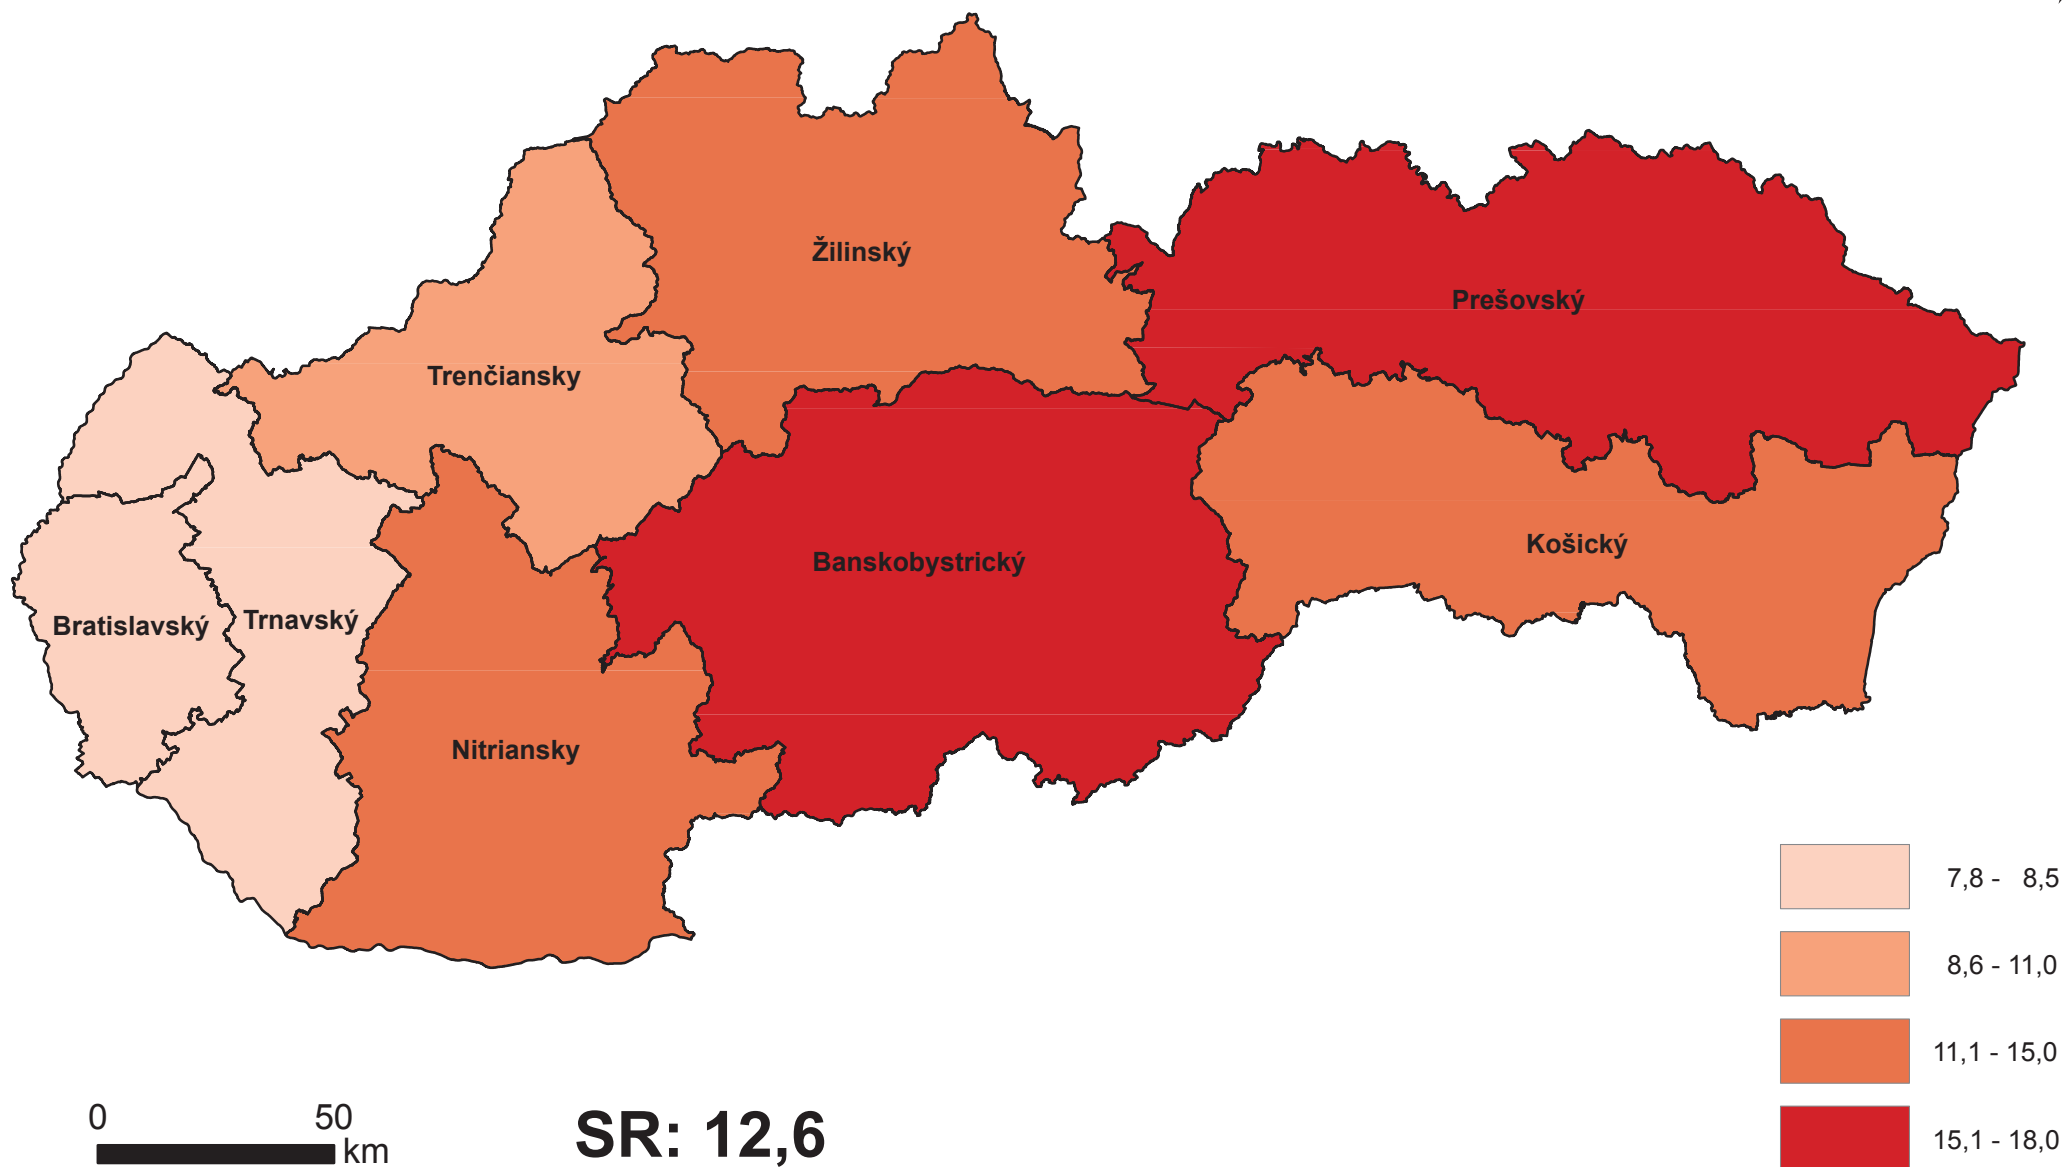 Žilinský
Prešovský
Trenčiansky
Košický
Banskobystrický
Bratislavský
Trnavský
Nitriansky
7,8 - 8,5
8,6 - 11,0
11,1 - 15,0
15,1 - 18,0
0 50
km
SR: 12,6